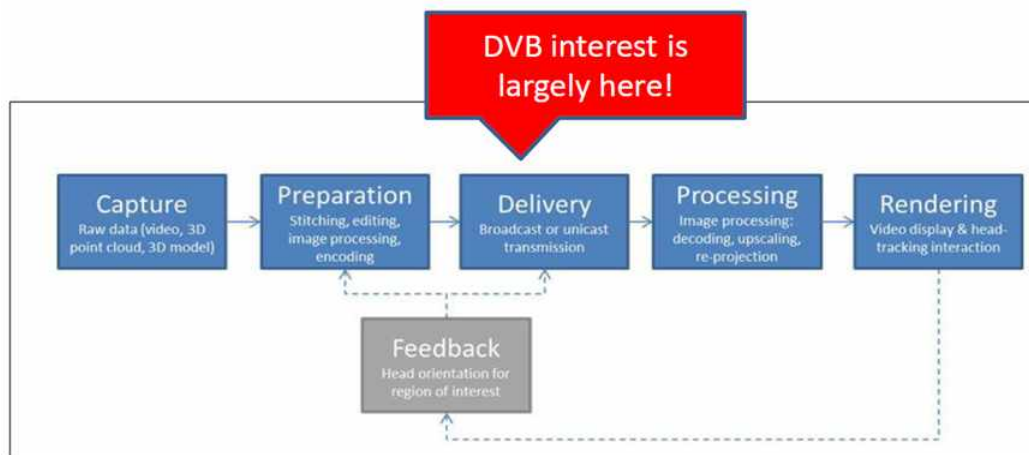 DVB interest is
largely here!
Capture
Raw data (video, 3D
point cloud, 3D model)
Preparation
Stitching, editing,
image processing,
encoding
Delivery
Broadcast or unicast
transmission
Processing
Image processing:
decoding, upscaling,
re-projection
Rendering
Video display & head-
tracking interaction
Feedback
Head orientation for
region of interest